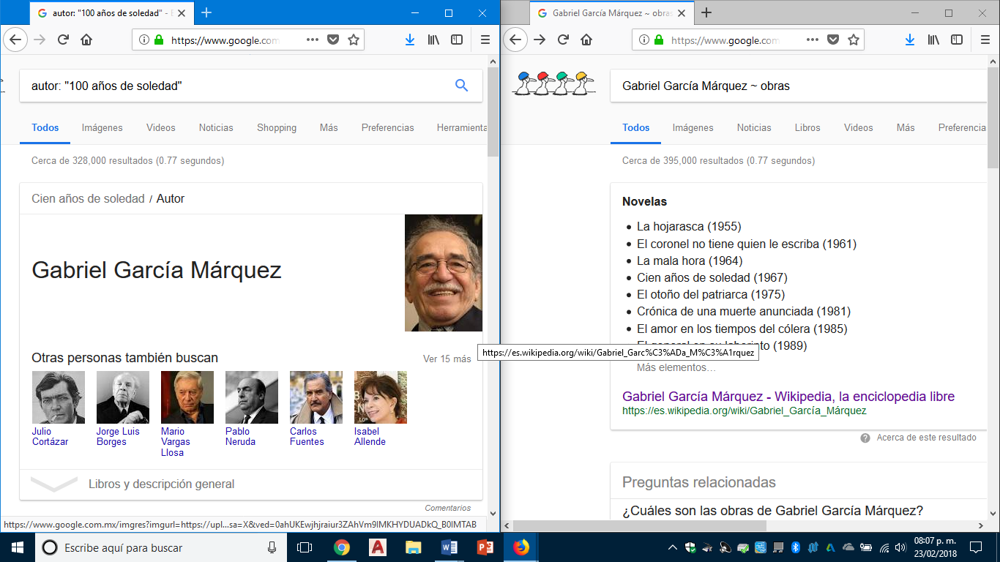 autor: "100 años de soledad" - B
https://www.google.com
autor: "100 años de soledad"
Todos Imágenes Videos Noticias Shopping Más Preferencias Herramienta
Cerca de 328,000 resultados (0.77 segundos)
Cien años de soledad / Autor
Gabriel García Márquez
Otras personas también buscan
Ver 15 más
Julio Cortázar
Jorge Luis Borges
Mario Vargas Llosa
Pablo Neruda
Carlos Fuentes
Isabel Allende
Libros y descripción general
Comentarios
https://www.google.com.mx/imgres?imgurl=https://upl...sa=X&ved=0ahUKEwjhjraiur3ZAhVm9IMKHYDUADkQ_B0IMTAB
Gabriel García Márquez ~ obras
https://www.google.com
Gabriel García Márquez ~ obras
Todos Imágenes Noticias Libros Videos Más Preferencia
Cerca de 395,000 resultados (0.77 segundos)
Novelas
La hojarasca (1955)
El coronel no tiene quien le escriba (1961)
La mala hora (1964)
Cien años de soledad (1967)
El otoño del patriarca (1975)
Crónica de una muerte anunciada (1981)
El amor en los tiempos del cólera (1985)
El general en su laberinto (1989)
https://es.wikipedia.org/wiki/Gabriel_Garc%C3%ADa_M%C3%A1rquez
Más elementos...
Gabriel García Márquez - Wikipedia, la enciclopedia libre
https://es.wikipedia.org/wiki/Gabriel_García_Márquez
Acerca de este resultado
Preguntas relacionadas
¿Cuáles son las obras de Gabriel García Márquez?
Escribe aquí para buscar
08:07 p. m.
23/02/2018